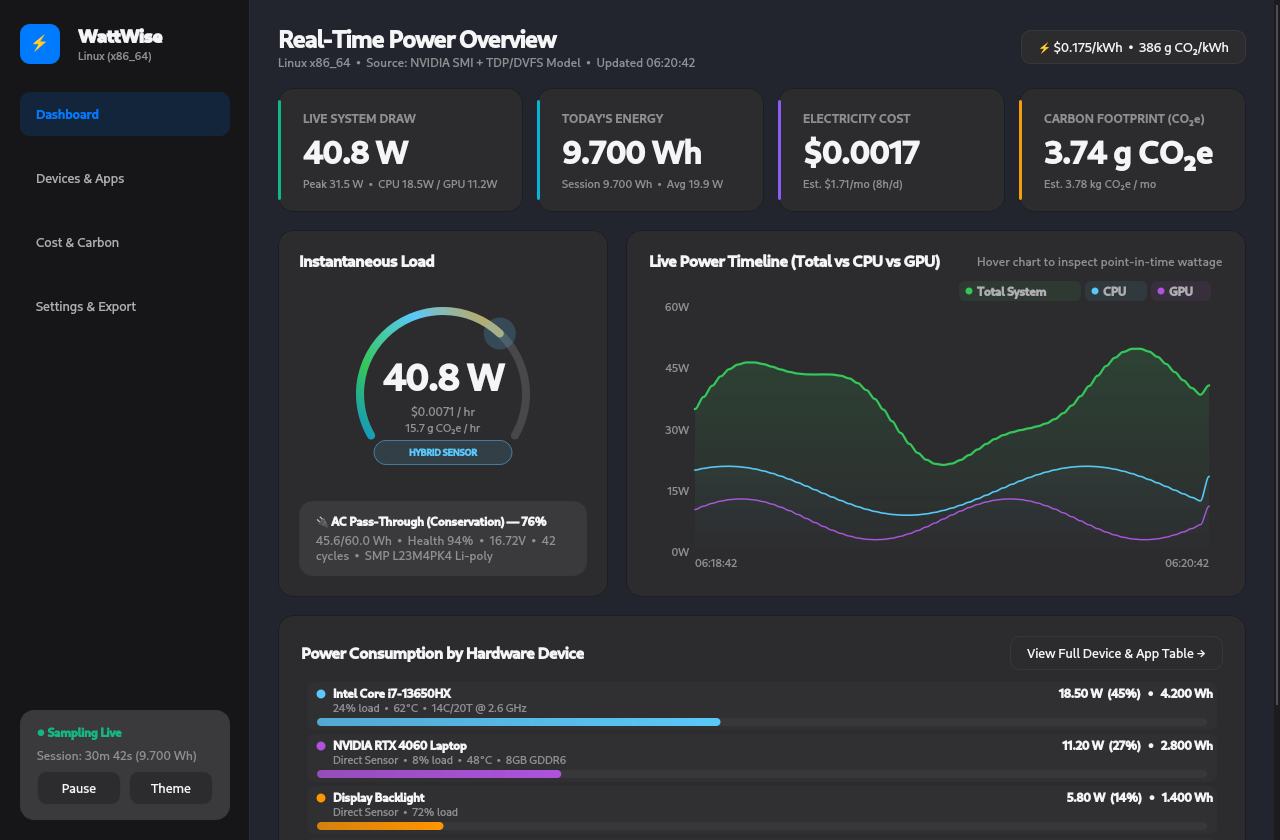 WattWise
Linux (x86_64)
Dashboard
Devices & Apps
Cost & Carbon
Settings & Export
Sampling Live
Session: 30m 42s (9.700 Wh)
Pause
Theme
Real-Time Power Overview
Linux x86_64 • Source: NVIDIA SMI + TDP/DVFS Model • Updated 06:20:42
⚡ $0.175/kWh • 386 g CO₂/kWh
LIVE SYSTEM DRAW
40.8 W
Peak 31.5 W • CPU 18.5W / GPU 11.2W
TODAY'S ENERGY
9.700 Wh
Session 9.700 Wh • Avg 19.9 W
ELECTRICITY COST
$0.0017
Est. $1.71/mo (8h/d)
CARBON FOOTPRINT (CO₂e)
3.74 g CO₂e
Est. 3.78 kg CO₂e / mo
Instantaneous Load
40.8 W
$0.0071 / hr
15.7 g CO₂e / hr
HYBRID SENSOR
🔌 AC Pass-Through (Conservation) — 76%
45.6/60.0 Wh • Health 94% • 16.72V • 42
cycles • SMP L23M4PK4 Li-poly
Live Power Timeline (Total vs CPU vs GPU)
Hover chart to inspect point-in-time wattage
Total System
CPU
GPU
60W
45W
30W
15W
0W
06:18:42
06:20:42
Power Consumption by Hardware Device
View Full Device & App Table →
Intel Core i7-13650HX
18.50 W (45%) • 4.200 Wh
24% load • 62°C • 14C/20T @ 2.6 GHz
NVIDIA RTX 4060 Laptop
11.20 W (27%) • 2.800 Wh
Direct Sensor • 8% load • 48°C • 8GB GDDR6
Display Backlight
5.80 W (14%) • 1.400 Wh
Direct Sensor • 72% load